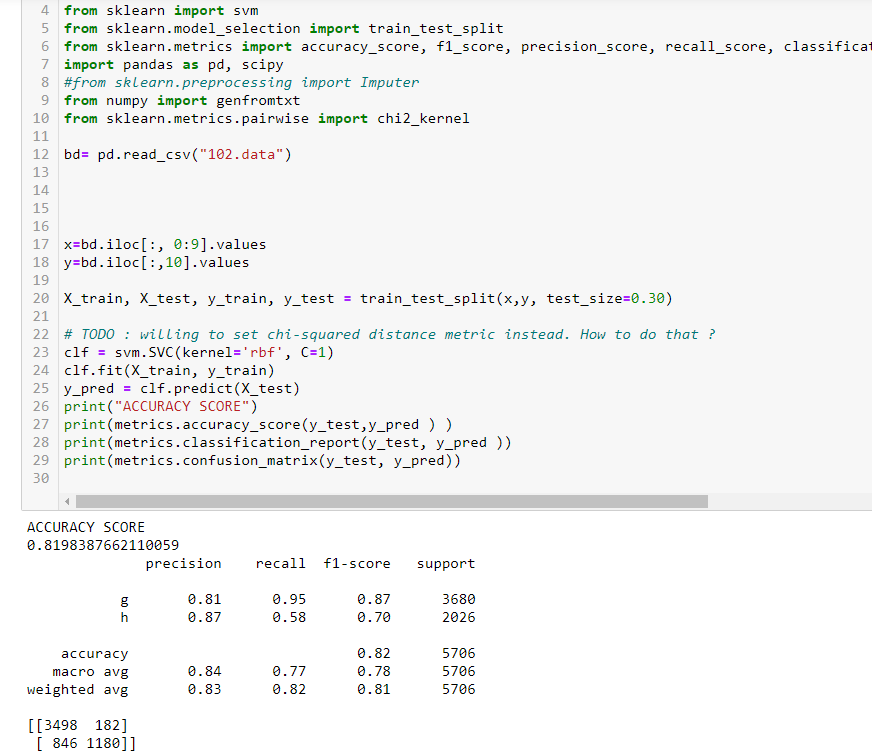 4 from sklearn import svm
5 from sklearn.model_selection import train_test_split
6 from sklearn.metrics import accuracy_score, f1_score, precision_score, recall_score, classificat
7 import pandas as pd, scipy
8 #from sklearn.preprocessing import Imputer
9 from numpy import genfromtxt
10 from sklearn.metrics.pairwise import chi2_kernel
11
12 bd= pd.read_csv("102.data")
13
14
15
16
17 x=bd.iloc[:, 0:9].values
18 y=bd.iloc[:,10].values
19
20 X_train, X_test, y_train, y_test = train_test_split(x,y, test_size=0.30)
21
22 # TODO : willing to set chi-squared distance metric instead. How to do that ?
23 clf = svm.SVC(kernel='rbf', C=1)
24 clf.fit(X_train, y_train)
25 y_pred = clf.predict(X_test)
26 print("ACCURACY SCORE")
27 print(metrics.accuracy_score(y_test,y_pred ) )
28 print(metrics.classification_report(y_test, y_pred ))
29 print(metrics.confusion_matrix(y_test, y_pred))
30
ACCURACY SCORE
0.8198387662110059
precision recall f1-score support
g 0.81 0.95 0.87 3680
h 0.87 0.58 0.70 2026
accuracy 0.82 5706
macro avg 0.84 0.77 0.78 5706
weighted avg 0.83 0.82 0.81 5706
[[3498 182]
[ 846 1180]]